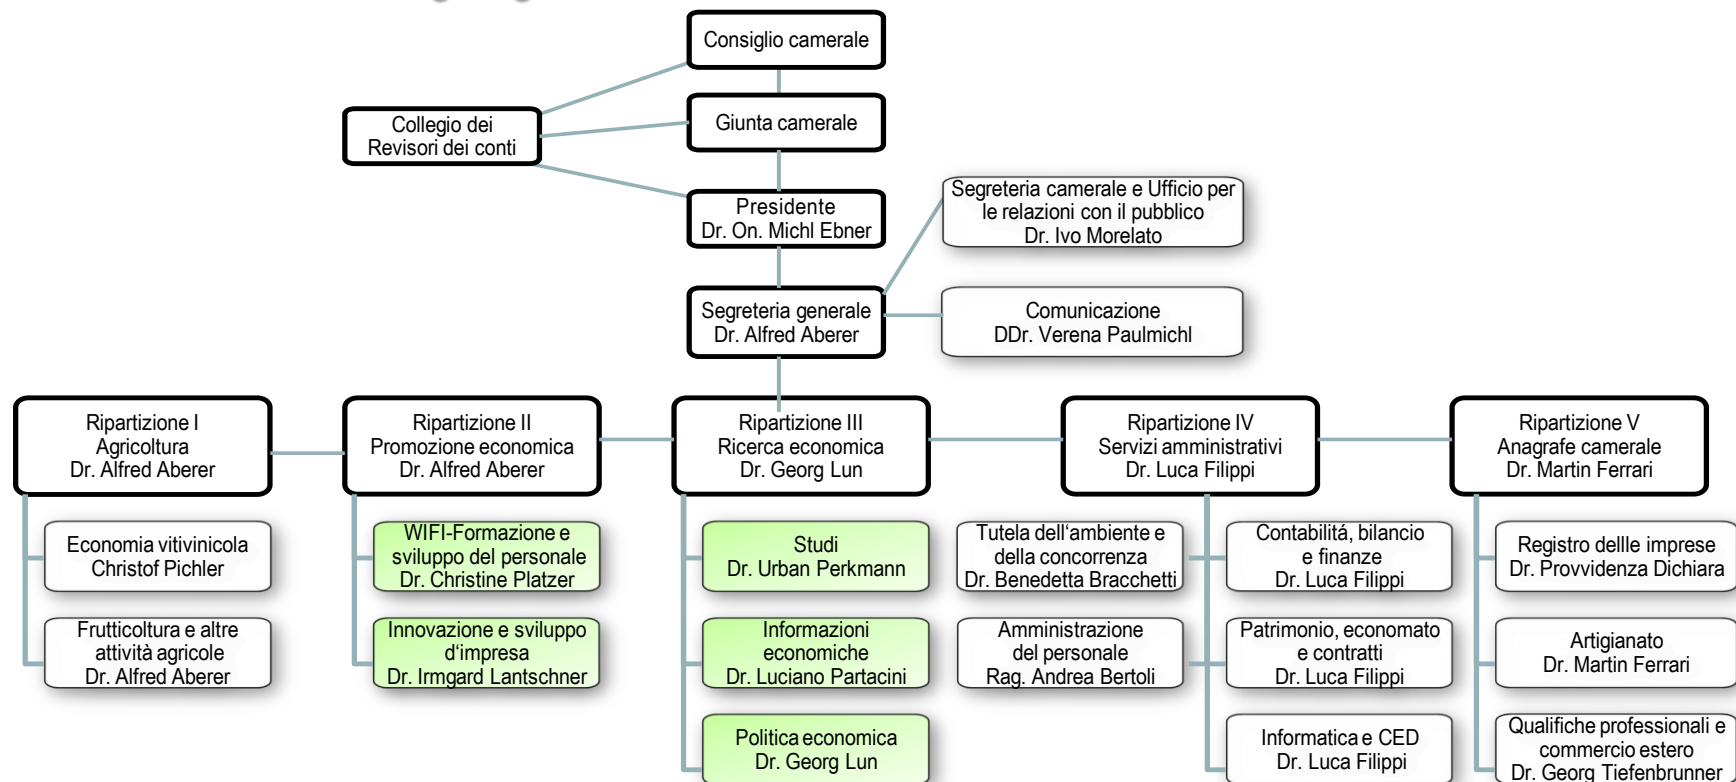 Consiglio camerale
Collegio dei
Revisori dei conti
Giunta camerale
Presidente
Dr. On. Michl Ebner
Segreteria camerale e Ufficio per
le relazioni con il pubblico
Dr. Ivo Morelato
Segreteria generale
Dr. Alfred Aberer
Comunicazione
DDr. Verena Paulmichl
Ripartizione I
Agricoltura
Dr. Alfred Aberer
Ripartizione II
Promozione economica
Dr. Alfred Aberer
Ripartizione III
Ricerca economica
Dr. Georg Lun
Ripartizione IV
Servizi amministrativi
Dr. Luca Filippi
Ripartizione V
Anagrafe camerale
Dr. Martin Ferrari
Economia vitivinicola
Christof Pichler
Frutticoltura e altre
attività agricole
Dr. Alfred Aberer
WIFI-Formazione e
sviluppo del personale
Dr. Christine Platzer
Innovazione e sviluppo
d‘impresa
Dr. Irmgard Lantschner
Studi
Dr. Urban Perkmann
Informazioni
economiche
Dr. Luciano Partacini
Politica economica
Dr. Georg Lun
Tutela dell‘ambiente e
della concorrenza
Dr. Benedetta Bracchetti
Amministrazione
del personale
Rag. Andrea Bertoli
Contabilitá, bilancio
e finanze
Dr. Luca Filippi
Patrimonio, economato
e contratti
Dr. Luca Filippi
Informatica e CED
Dr. Luca Filippi
Registro dellle imprese
Dr. Provvidenza Dichiara
Artigianato
Dr. Martin Ferrari
Qualifiche professionali e
commercio estero
Dr. Georg Tiefenbrunner